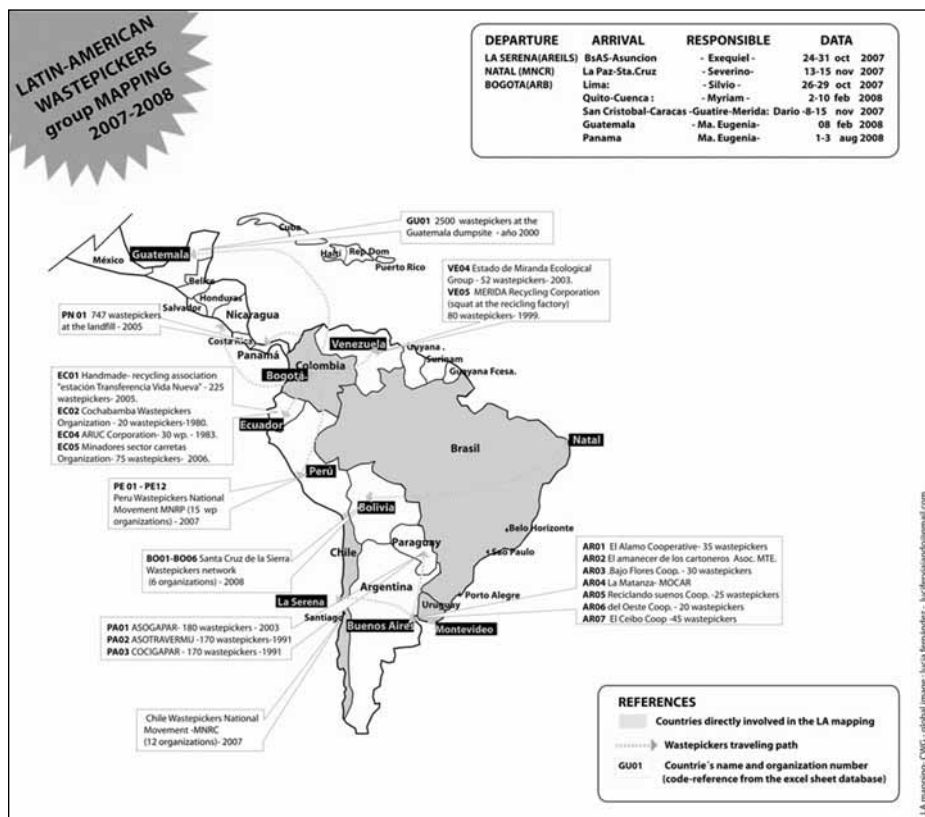 LATIN-AMERICAN
WASTEPICKERS
group MAPPING
2007-2008
DEPARTURE ARRIVAL RESPONSIBLE DATA
LA SERENA(AREILS) BsAS-Asuncion - Exequiel - 24-31 oct 2007
NATAL (MNCR) La Paz-Sta.Cruz - Severino- 13-15 nov 2007
BOGOTA(ARB) Lima: - Silvio - 26-29 oct 2007
Quito-Cuenca : - Myriam - 2-10 feb 2008
San Cristobal-Caracas -Guatire-Merida: Dario -8-15 nov 2007
Guatemala - Ma. Eugenia- 08 feb 2008
Panama Ma. Eugenia- 1-3 aug 2008
GU01 2500 wastepickers at the
Guatemala dumpsite - año 2000
Cuba
Haití
Rep.Dom
Puerto Rico
México
Guatemala
Belice
Honduras
Salvador
Nicaragua
Costa Rica
Panamá
VE04 Estado de Miranda Ecological
Group - 52 wastepickers- 2003.
VE05 MERIDA Recycling Corporation
(squat at the recicling factory)
80 wastepickers- 1999.
PN 01 747 wastepickers
at the landfill - 2005
Venezuela
Guyana .
Surinam
Guayana Fcesa.
Colombia
Bogotá.
EC01 Handmade- recycling association
"estación Transferencia Vida Nueva" - 225
wastepickers- 2005.
EC02 Cochabamba Wastepickers
Organization - 20 wastepickers-1980.
EC04 ARUC Corporation- 30 wp. - 1983.
EC05 Minadores sector carretas
Organization- 75 wastepickers- 2006.
Ecuador
Brasil
Natal
Perú
PE 01 - PE12
Peru Wastepickers National
Movement MNRP (15 wp
organizations) - 2007
Bolivia
Belo Horizonte
BO01-BO06 Santa Cruz de la Sierra
Wastepickers network
(6 organizations) - 2008
Chile
Paraguay
Sao Paulo
Argentina
AR01 El Alamo Cooperative- 35 wastepickers
AR02 El amanecer de los cartoneros Asoc. MTE.
AR03 .Bajo Flores Coop. - 30 wastepickers
AR04 La Matanza- MOCAR
AR05 Reciclando suenos Coop. -25 wastepickers
AR06 del Oeste Coop. - 20 wastepickers
AR07 El Ceibo Coop -45 wastepickers
La Serena
Santiago
Porto Alegre
Uruguay
Buenos Aires
Montevideo
PA01 ASOGAPAR- 180 wastepickers - 2003
PA02 ASOTRAVERMU -170 wastepickers-1991
PA03 COCIGAPAR - 170 wastepickers -1991
Chile Wastepickers National
Movement -MNRC
(12 organizations)- 2007
REFERENCES
Countries directly involved in the LA mapping
Wastepickers traveling path
GU01 Countrie´s name and organization number
(code-reference from the excel sheet database)
LA mapping- CWG - global image : lucia fernández -